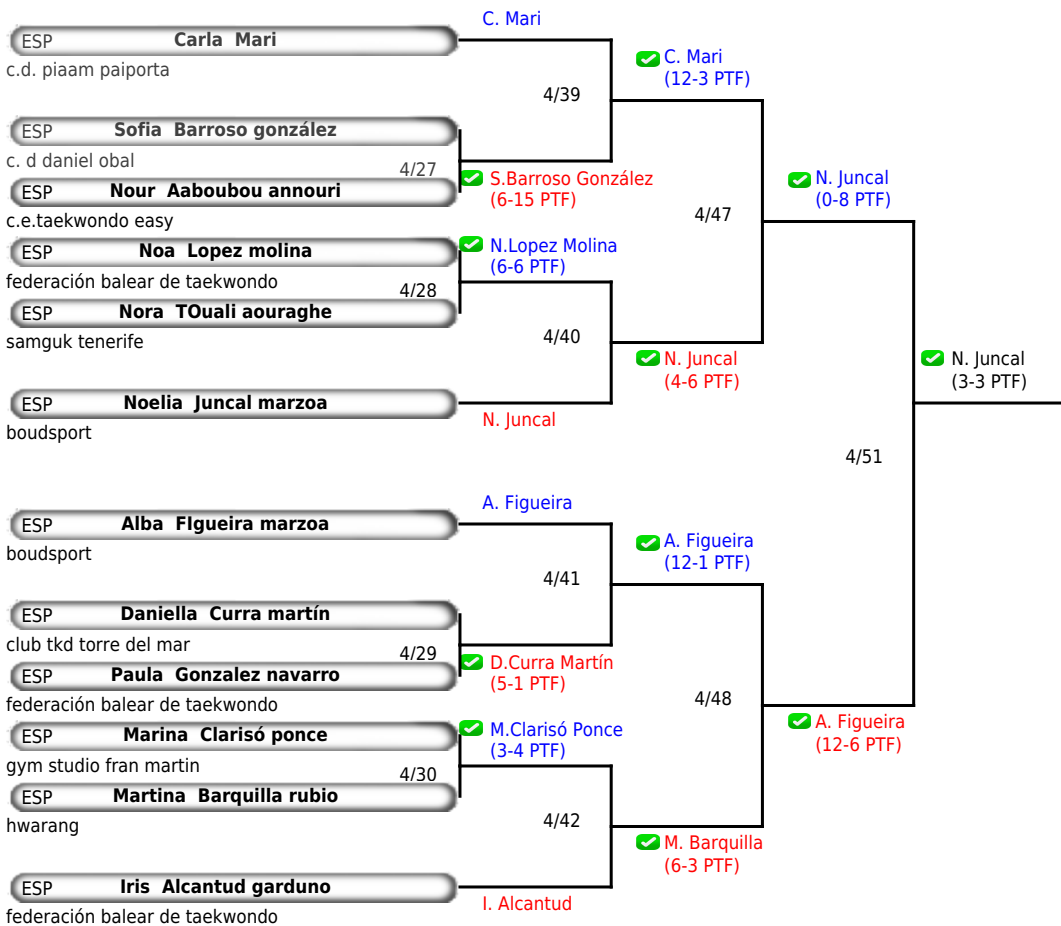 C. Mari
ESP Carla Mari
c.d. piaam paiporta
C. Mari
(12-3 PTF)
4/39
ESP Sofia Barroso gonzález
c. d daniel obal
4/27
S.Barroso González
(6-15 PTF)
ESP Nour Aaboubou annouri
c.e.taekwondo easy
N. Juncal
(0-8 PTF)
4/47
ESP Noa Lopez molina
N.Lopez Molina
(6-6 PTF)
federación balear de taekwondo
4/28
ESP Nora TOuali aouraghe
samguk tenerife
4/40
N. Juncal
(4-6 PTF)
N. Juncal
(3-3 PTF)
ESP Noelia Juncal marzoa
N. Juncal
boudsport
4/51
A. Figueira
ESP Alba FIgueira marzoa
boudsport
A. Figueira
(12-1 PTF)
4/41
ESP Daniella Curra martín
club tkd torre del mar
4/29
D.Curra Martín
(5-1 PTF)
ESP Paula Gonzalez navarro
federación balear de taekwondo
4/48
A. Figueira
(12-6 PTF)
ESP Marina Clarisó ponce
M.Clarisó Ponce
(3-4 PTF)
gym studio fran martin
4/30
ESP Martina Barquilla rubio
hwarang
4/42
M. Barquilla
(6-3 PTF)
ESP Iris Alcantud garduno
I. Alcantud
federación balear de taekwondo